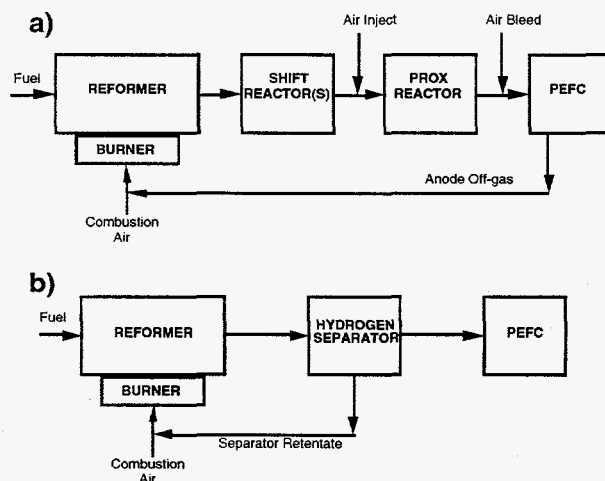 a)
Air Inject
Air Bleed
Fuel
REFORMER
SHIFT
REACTOR(S)
PROX
REACTOR
PEFC
BURNER
Anode Off-gas
Combustion
Air
b)
Fuel
REFORMER
HYDROGEN
SEPARATOR
PEFC
BURNER
Separator Retentate
Combustion
Air